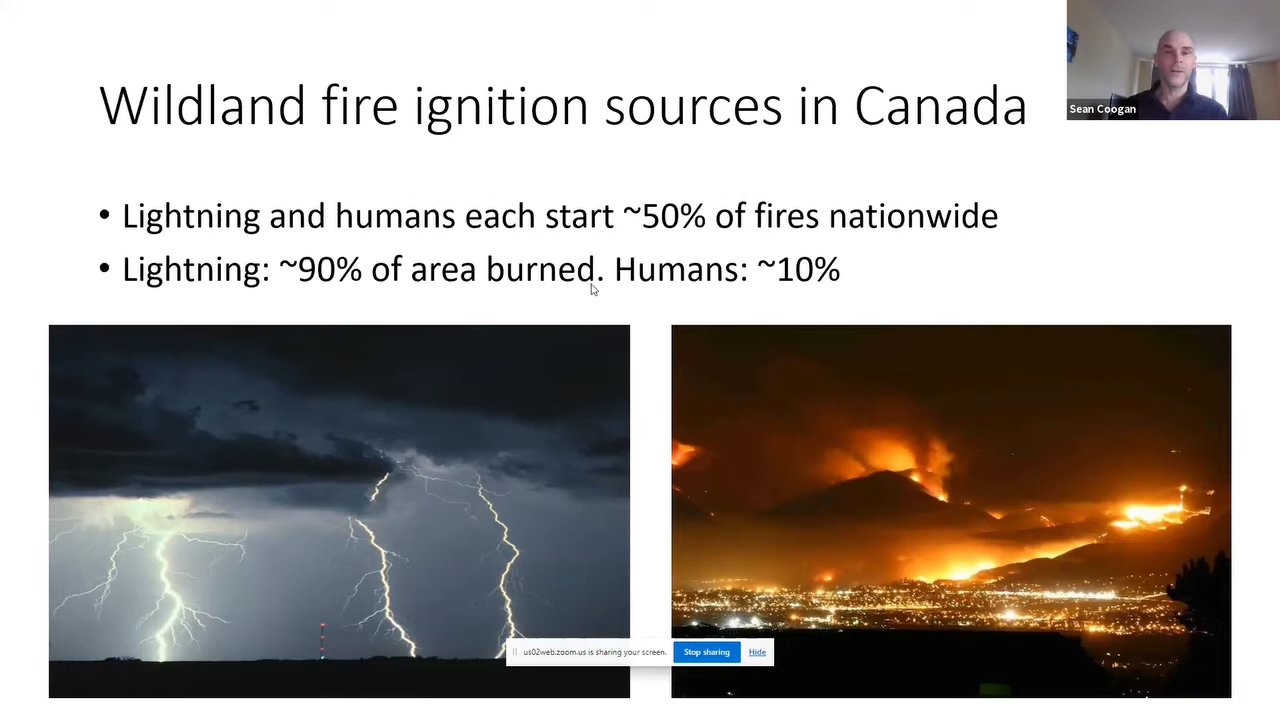 Wildland fire ignition sources in Canada
Sean Coogan
• Lightning and humans each start ~50% of fires nationwide
• Lightning: ~90% of area burned. Humans: ~10%
us02web.zoom.us is sharing your screen.
Stop sharing
Hide